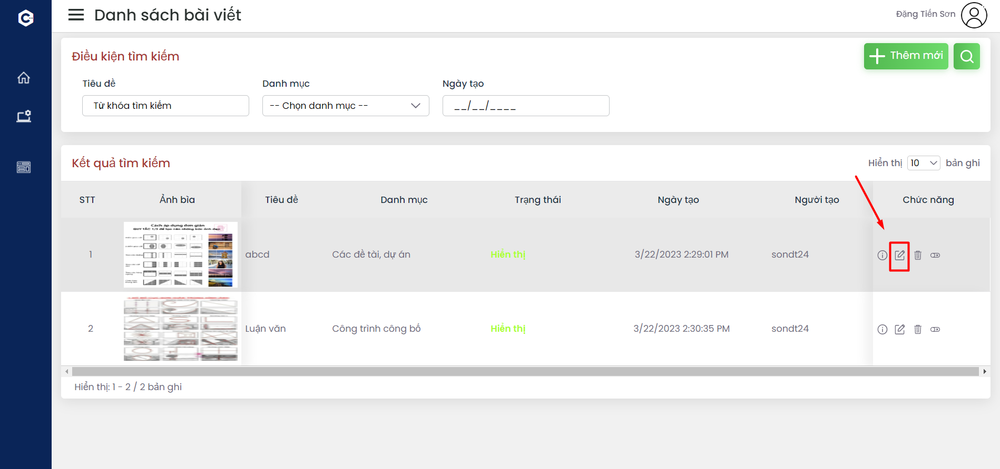 Danh sách bài viết
Đặng Tiến Sơn
Điều kiện tìm kiếm
Thêm mới
Tiêu đề
Danh mục
Ngày tạo
Từ khóa tìm kiếm
-- Chọn danh mục --
__/__/____
Kết quả tìm kiếm
Hiển thị 10 bản ghi
STT Ảnh bìa Tiêu đề Danh mục Trạng thái Ngày tạo Người tạo Chức năng
Cách áp dụng đơn giản
QUY TẮC 1/3 để tạo nên những bức ảnh đẹp
1 abcd Các đề tài, dự án Hiển thị 3/22/2023 2:29:01 PM sondt24
2 Luận văn Công trình công bố Hiển thị 3/22/2023 2:30:35 PM sondt24
Hiển thị: 1 - 2 / 2 bản ghi